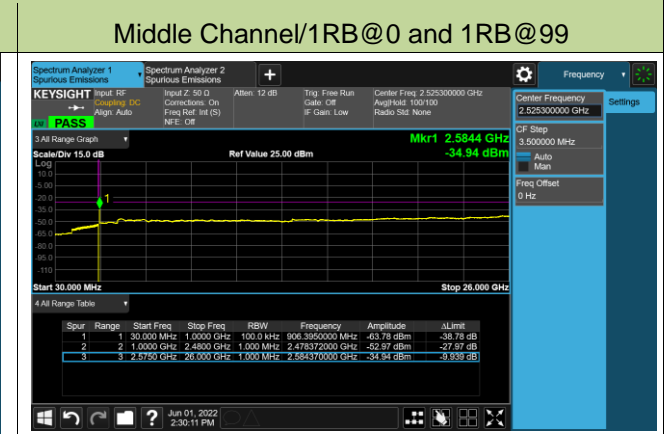 Middle Channel/1RB@0 and 1RB@99
Spectrum Analyzer 1
Spurious Emissions
Spectrum Analyzer 2
Spurious Emissions
+
Frequency
KEYSIGHT
Input: RF
Coupling: DC
Align: Auto
Input Z: 50 Ω
Corrections: On
Freq Ref: Int (S)
NFE: Off
Atten: 12 dB
Trig: Free Run
Gate: Off
IF Gain: Low
Center Freq: 2.525300000 GHz
Avg|Hold: 100/100
Radio Std: None
PASS
Center Frequency
2.525300000 GHz
Settings
CF Step
3.500000 MHz
Auto
Man
Freq Offset
0 Hz
3 All Range Graph
Mkr1 2.5844 GHz
Scale/Div 15.0 dB
Ref Value 25.00 dBm
-34.94 dBm
Log
10.0
-5.00
-20.0
-35.0
-50.0
-65.0
-80.0
-95.0
-110
1
Start 30.000 MHz
Stop 26.000 GHz
4 All Range Table
Spur Range Start Freq Stop Freq RBW Frequency Amplitude ΔLimit
1 1 30.000 MHz 1.0000 GHz 100.0 kHz 906.3950000 MHz -63.78 dBm -38.78 dB
2 2 1.0000 GHz 2.4800 GHz 1.000 MHz 2.478372000 GHz -52.97 dBm -27.97 dB
3 3 2.5750 GHz 26.000 GHz 1.000 MHz 2.584370000 GHz -34.94 dBm -9.939 dB
?
Jun 01, 2022
2:30:11 PM